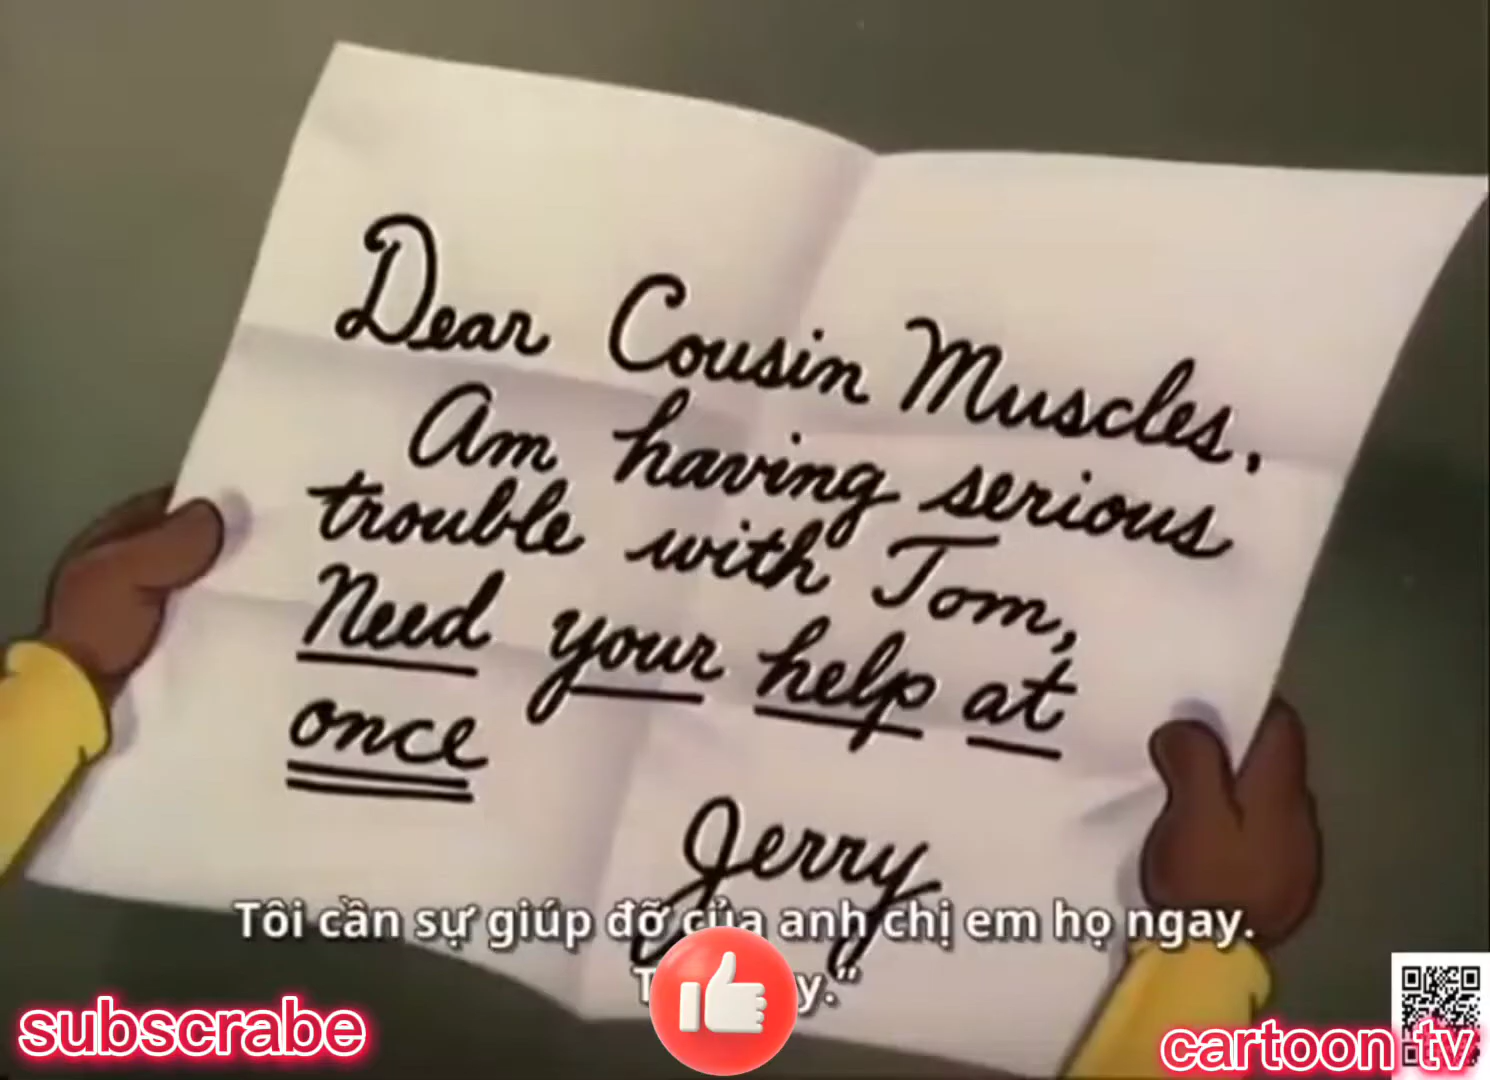 Dear Cousin Muscles,
Am having serious
trouble with Tom,
Need your help at
once
Jerry
Tôi cần sự giúp đỡ của anh chị em họ ngay.
subscrabe
cartoon tv